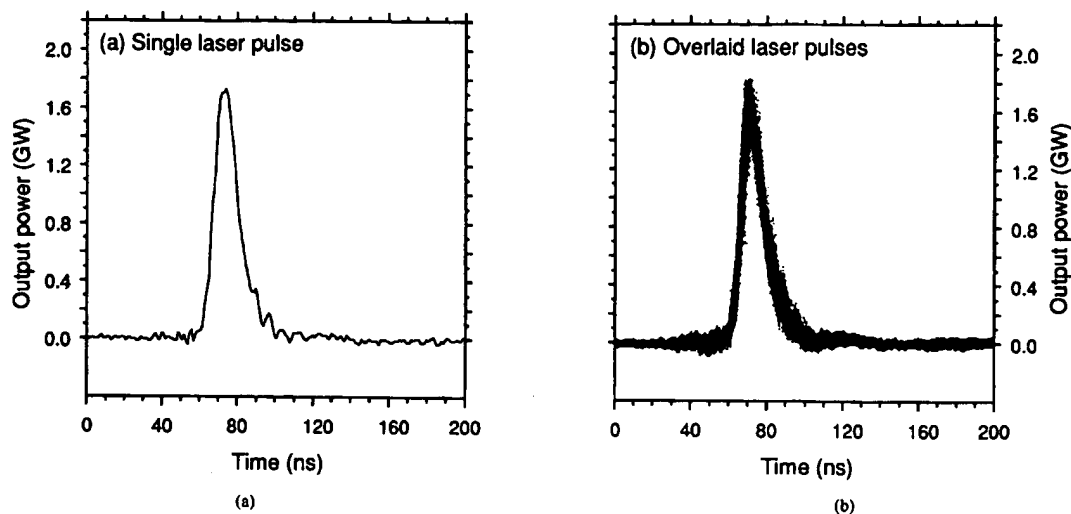 (a) Single laser pulse
2.0
1.6
1.2
0.8
0.4
0.0
Output power (GW)
0 40 80 120 160 200
Time (ns)
(a)
(b) Overlaid laser pulses
2.0
1.6
1.2
0.8
0.4
0.0
Output power (GW)
0 40 80 120 160 200
Time (ns)
(b)